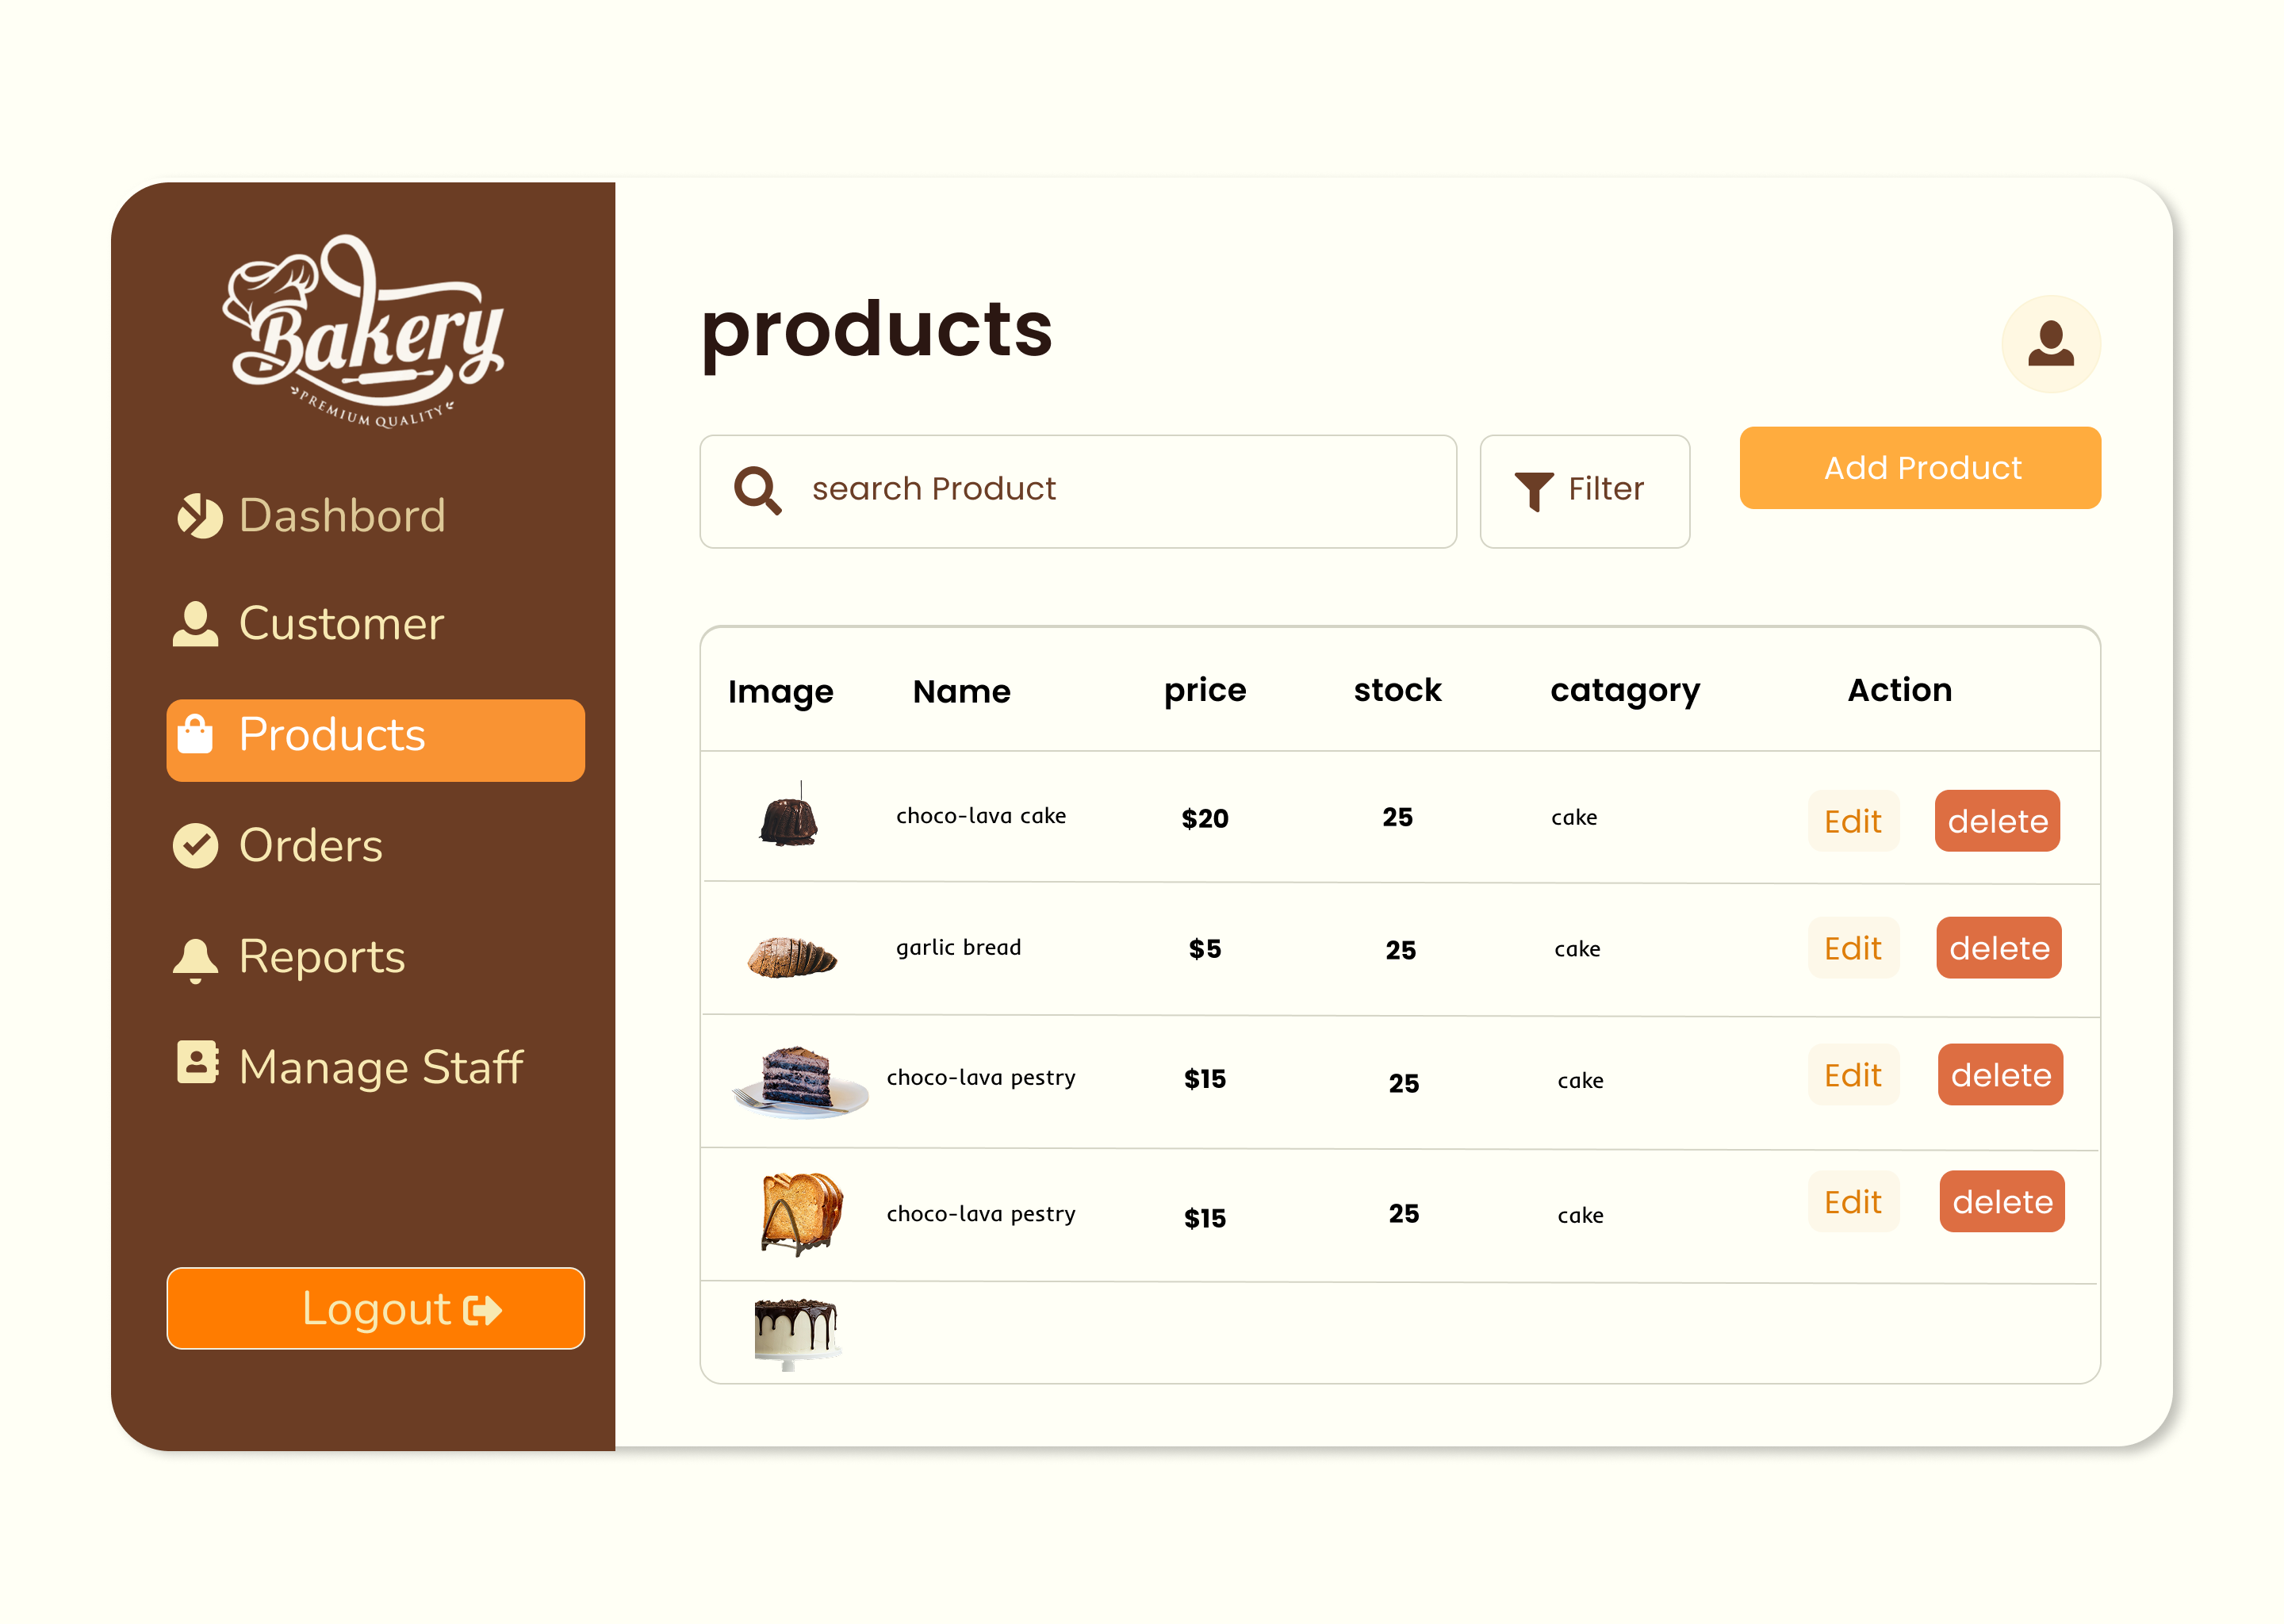 Bakery
PREMIUM QUALITY
Dashbord
Customer
Products
Orders
Reports
Manage Staff
Logout
products
search Product
Filter
Add Product
Image Name price stock catagory Action
choco-lava cake $20 25 cake Edit delete
garlic bread $5 25 cake Edit delete
choco-lava pestry $15 25 cake Edit delete
choco-lava pestry $15 25 cake Edit delete